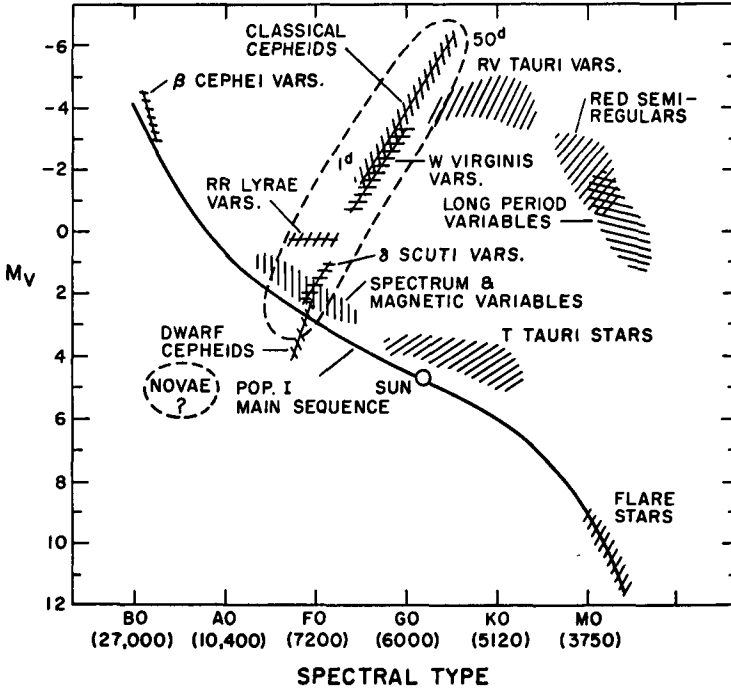 CLASSICAL
CEPHEIDS
50d
RV TAURI VARS.
β CEPHEI VARS.
RED SEMI-
REGULARS
1d
W VIRGINIS
VARS.
RR LYRAE
VARS.
LONG PERIOD
VARIABLES
δ SCUTI VARS.
SPECTRUM &
MAGNETIC VARIABLES
T TAURI STARS
DWARF
CEPHEIDS
NOVAE
?
POP. I
MAIN SEQUENCE
SUN
FLARE
STARS
Mv
-6
-4
-2
0
2
4
6
8
10
12
BO AO FO GO KO MO
(27,000) (10,400) (7200) (6000) (5120) (3750)
SPECTRAL TYPE